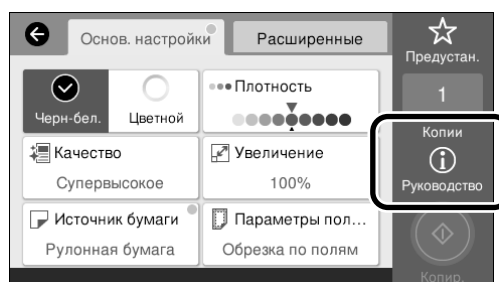 Основ. настройки
Расширенные
Предустан.
Черн-бел.
Цветной
Плотность
1
Копии
Качество
Супервысокое
Увеличение
100%
Руководство
Источник бумаги
Рулонная бумага
Параметры пол...
Обрезка по полям
Копир.